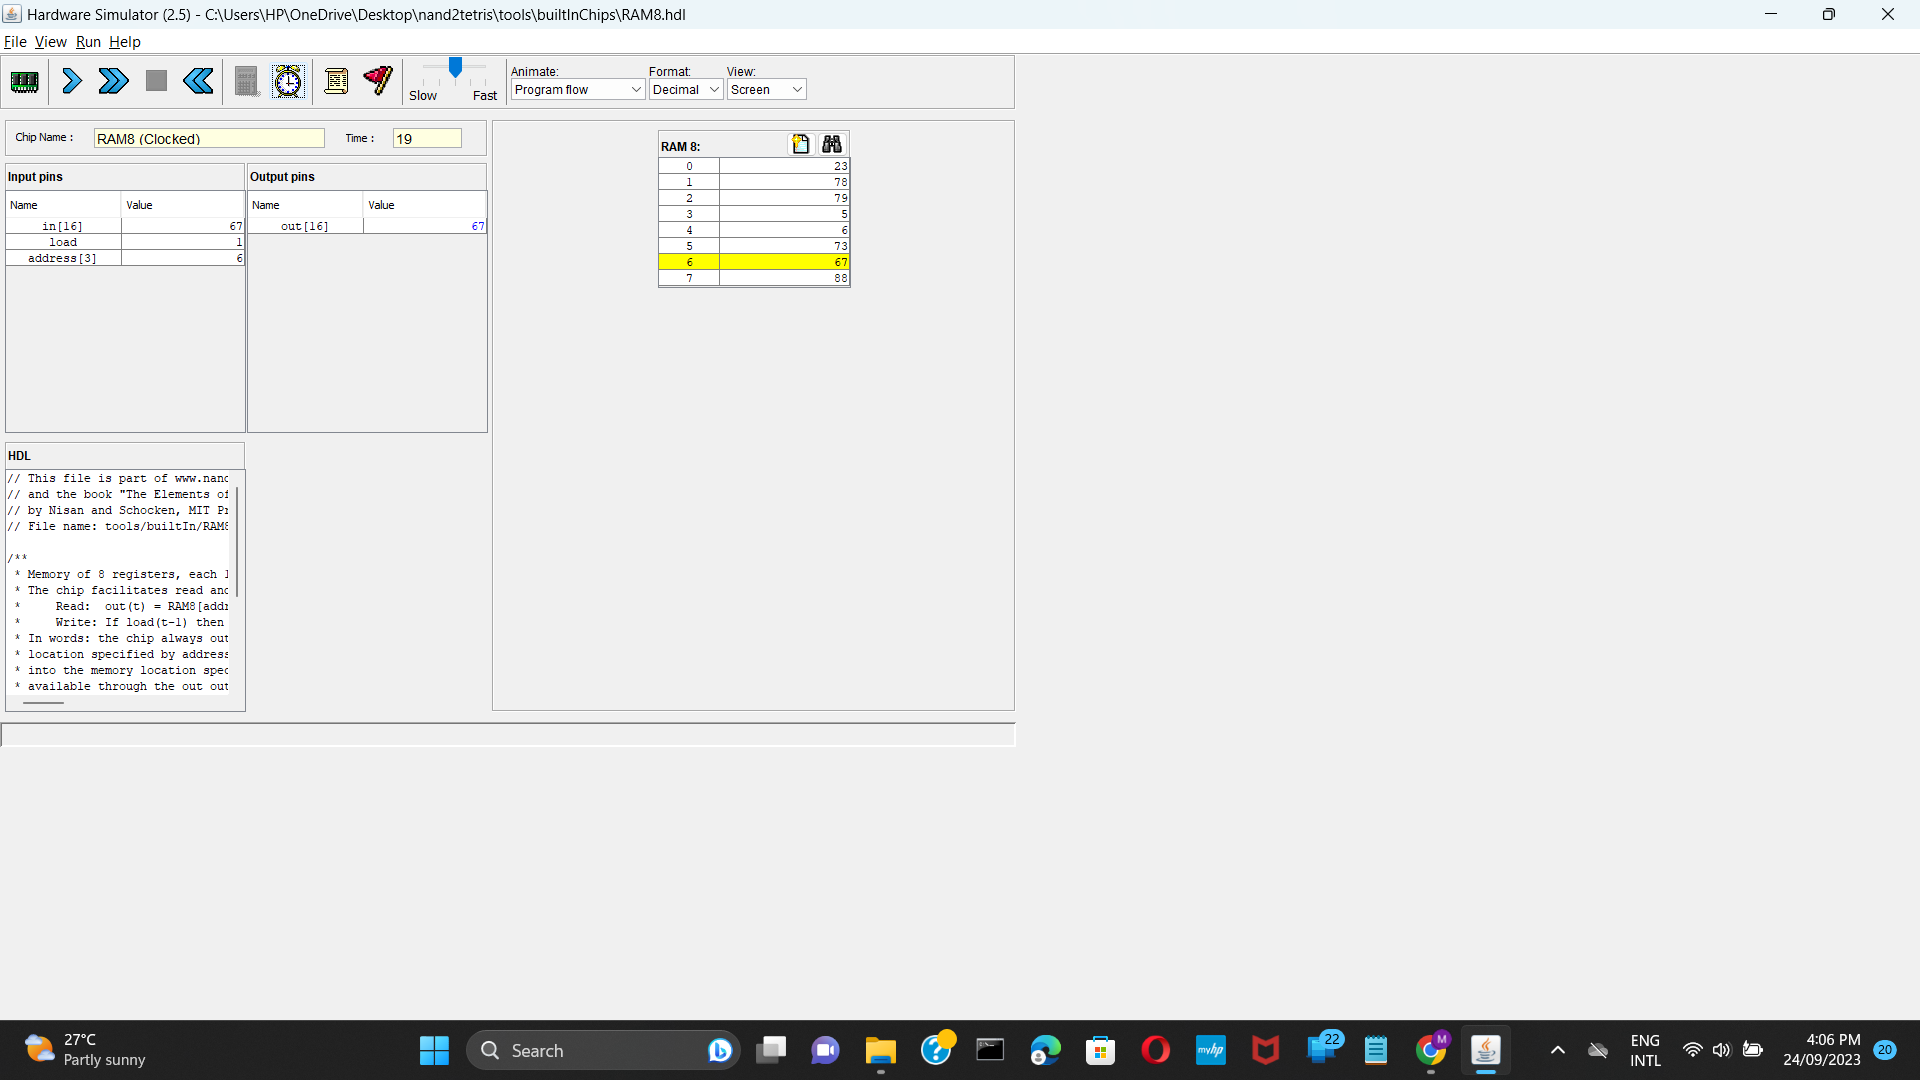 Hardware Simulator (2.5) - C:\Users\HP\OneDrive\Desktop\nand2tetris\tools\builtInChips\RAM8.hdl
File View Run Help
Slow Fast
Animate: Format: View:
Program flow Decimal Screen
Chip Name : RAM8 (Clocked) Time : 19
Input pins
Name Value
in[16] 67
load 1
address[3] 6
Output pins
Name Value
out[16] 67
RAM 8:
0 23
1 78
2 79
3 5
4 6
5 73
6 67
7 88
HDL
// This file is part of www.nand
// and the book "The Elements of
// by Nisan and Schocken, MIT Pr
// File name: tools/builtIn/RAM8
/**
* Memory of 8 registers, each 1
* The chip facilitates read and
* Read: out(t) = RAM8[addr
* Write: If load(t-1) then
* In words: the chip always out
* location specified by address
* into the memory location spec
* available through the out out
27°C
Partly sunny
Search
myhp
22
M
ENG
INTL
4:06 PM
24/09/2023
20